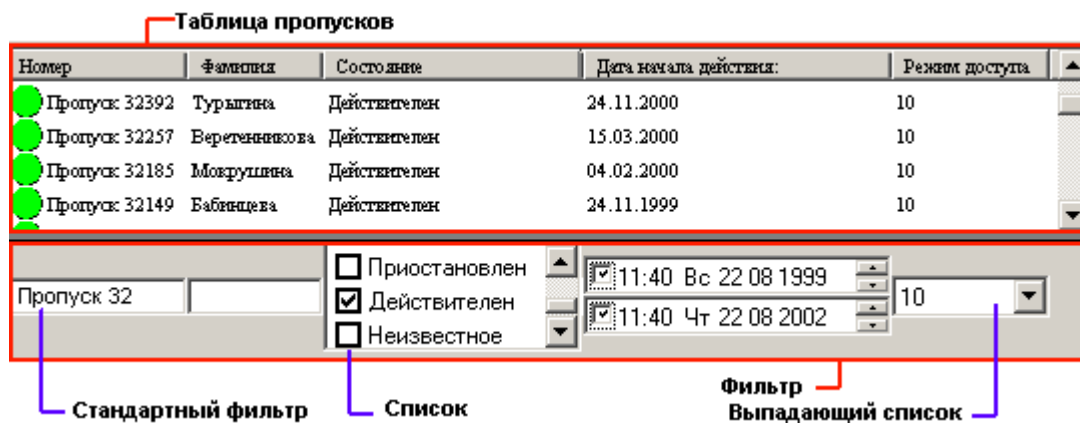 Таблица пропусков
Номер Фамилия Состояние Дата начала действия: Режим доступа
Пропуск 32392 Турыгина Действителен 24.11.2000 10
Пропуск 32257 Веретенникова Действителен 15.03.2000 10
Пропуск 32185 Мокрушина Действителен 04.02.2000 10
Пропуск 32149 Бабинцева Действителен 24.11.1999 10
Приостановлен
Пропуск 32 Действителен 11:40 Вс 22 08 1999 10
Неизвестное 11:40 Чт 22 08 2002
Фильтр
Стандартный фильтр Список Выпадающий список